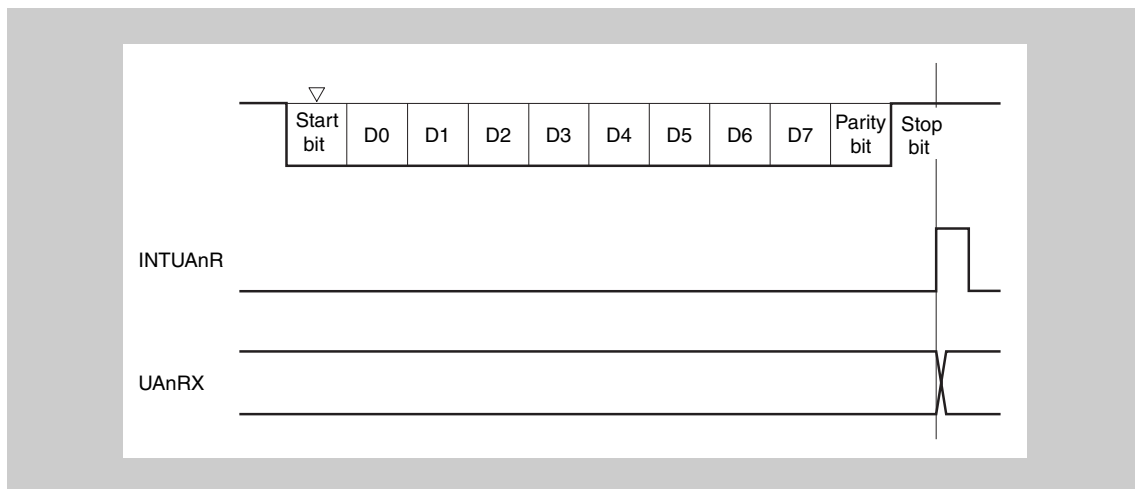 Start bit D0 D1 D2 D3 D4 D5 D6 D7 Parity bit Stop bit
INTUAnR
UAnRX